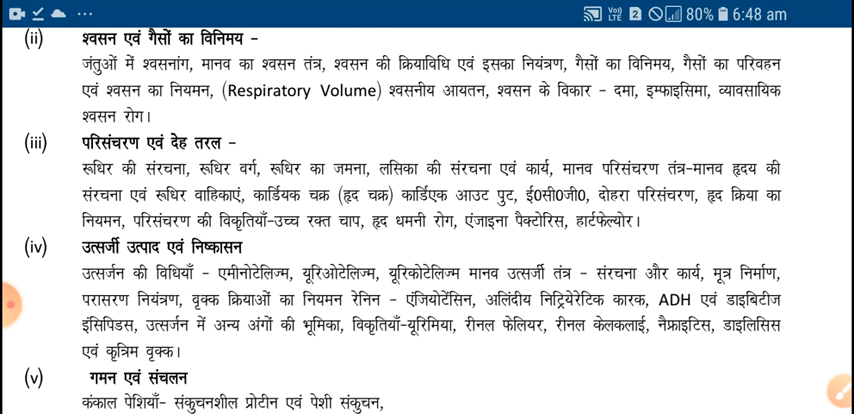 ... Vo) LTE 2 80% 6:48 am
(ii) श्वसन एवं गैसों का विनिमय –
जंतुओं में श्वसनांग, मानव का श्वसन तंत्र, श्वसन की क्रियाविधि एवं इसका नियंत्रण, गैसों का विनिमय, गैसों का परिवहन
एवं श्वसन का नियमन, (Respiratory Volume) श्वसनीय आयतन, श्वसन के विकार – दमा, इम्फाइसिमा, व्यावसायिक
श्वसन रोग।
(iii) परिसंचरण एवं देह तरल –
रूधिर की संरचना, रूधिर वर्ग, रूधिर का जमना, लसिका की संरचना एवं कार्य, मानव परिसंचरण तंत्र–मानव हृदय की
संरचना एवं रूधिर वाहिकाएं, कार्डियक चक्र (हृद चक्र) कार्डिएक आउट पुट, ई0सी0जी0, दोहरा परिसंचरण, हृद क्रिया का
नियमन, परिसंचरण की विकृतियाँ–उच्च रक्त चाप, हृद धमनी रोग, एंजाइना पैक्टोरिस, हार्टफेल्योर।
(iv) उत्सर्जी उत्पाद एवं निष्कासन
उत्सर्जन की विधियाँ – एमीनोटेलिज्म, यूरिओटेलिज्म, यूरिकोटेलिज्म मानव उत्सर्जी तंत्र – संरचना और कार्य, मूत्र निर्माण,
परासरण नियंत्रण, वृक्क क्रियाओं का नियमन रेनिन – एंजियोटेंसिन, अलिंदीय निट्रियेरेटिक कारक, ADH एवं डाइबिटीज
इंसिपिडस, उत्सर्जन में अन्य अंगों की भूमिका, विकृतियाँ–यूरिमिया, रीनल फेलियर, रीनल केलकलाई, नैफ्राइटिस, डाइलिसिस
एवं कृत्रिम वृक्क।
(v) गमन एवं संचलन
कंकाल पेशियाँ– संकुचनशील प्रोटीन एवं पेशी संकुचन,